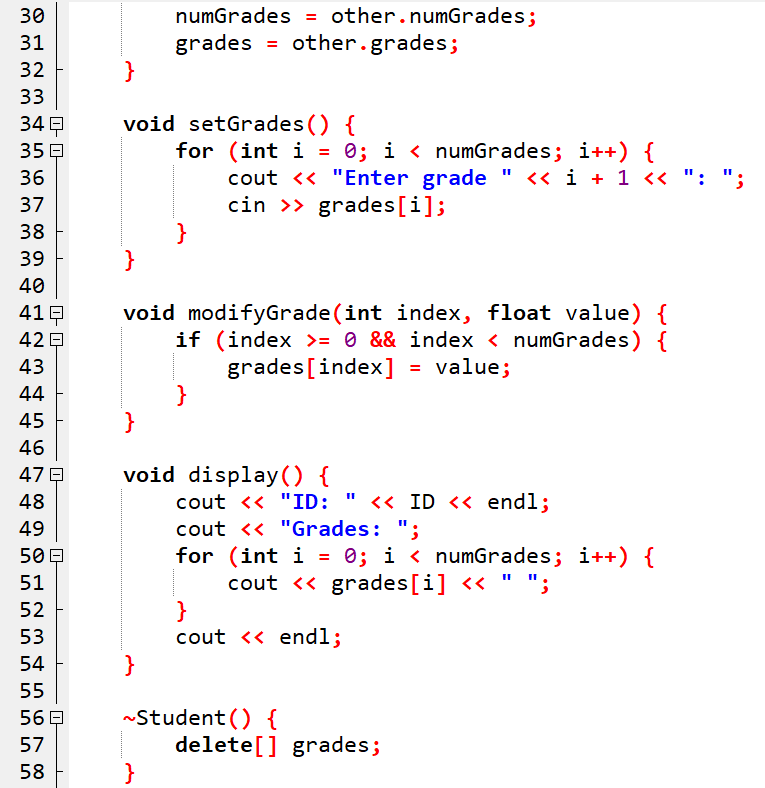 30         numGrades = other.numGrades;
31         grades = other.grades;
32     }
33
34     void setGrades() {
35         for (int i = 0; i < numGrades; i++) {
36             cout << "Enter grade " << i + 1 << ": ";
37             cin >> grades[i];
38         }
39     }
40
41     void modifyGrade(int index, float value) {
42         if (index >= 0 && index < numGrades) {
43             grades[index] = value;
44         }
45     }
46
47     void display() {
48         cout << "ID: " << ID << endl;
49         cout << "Grades: ";
50         for (int i = 0; i < numGrades; i++) {
51             cout << grades[i] << " ";
52         }
53         cout << endl;
54     }
55
56     ~Student() {
57         delete[] grades;
58     }